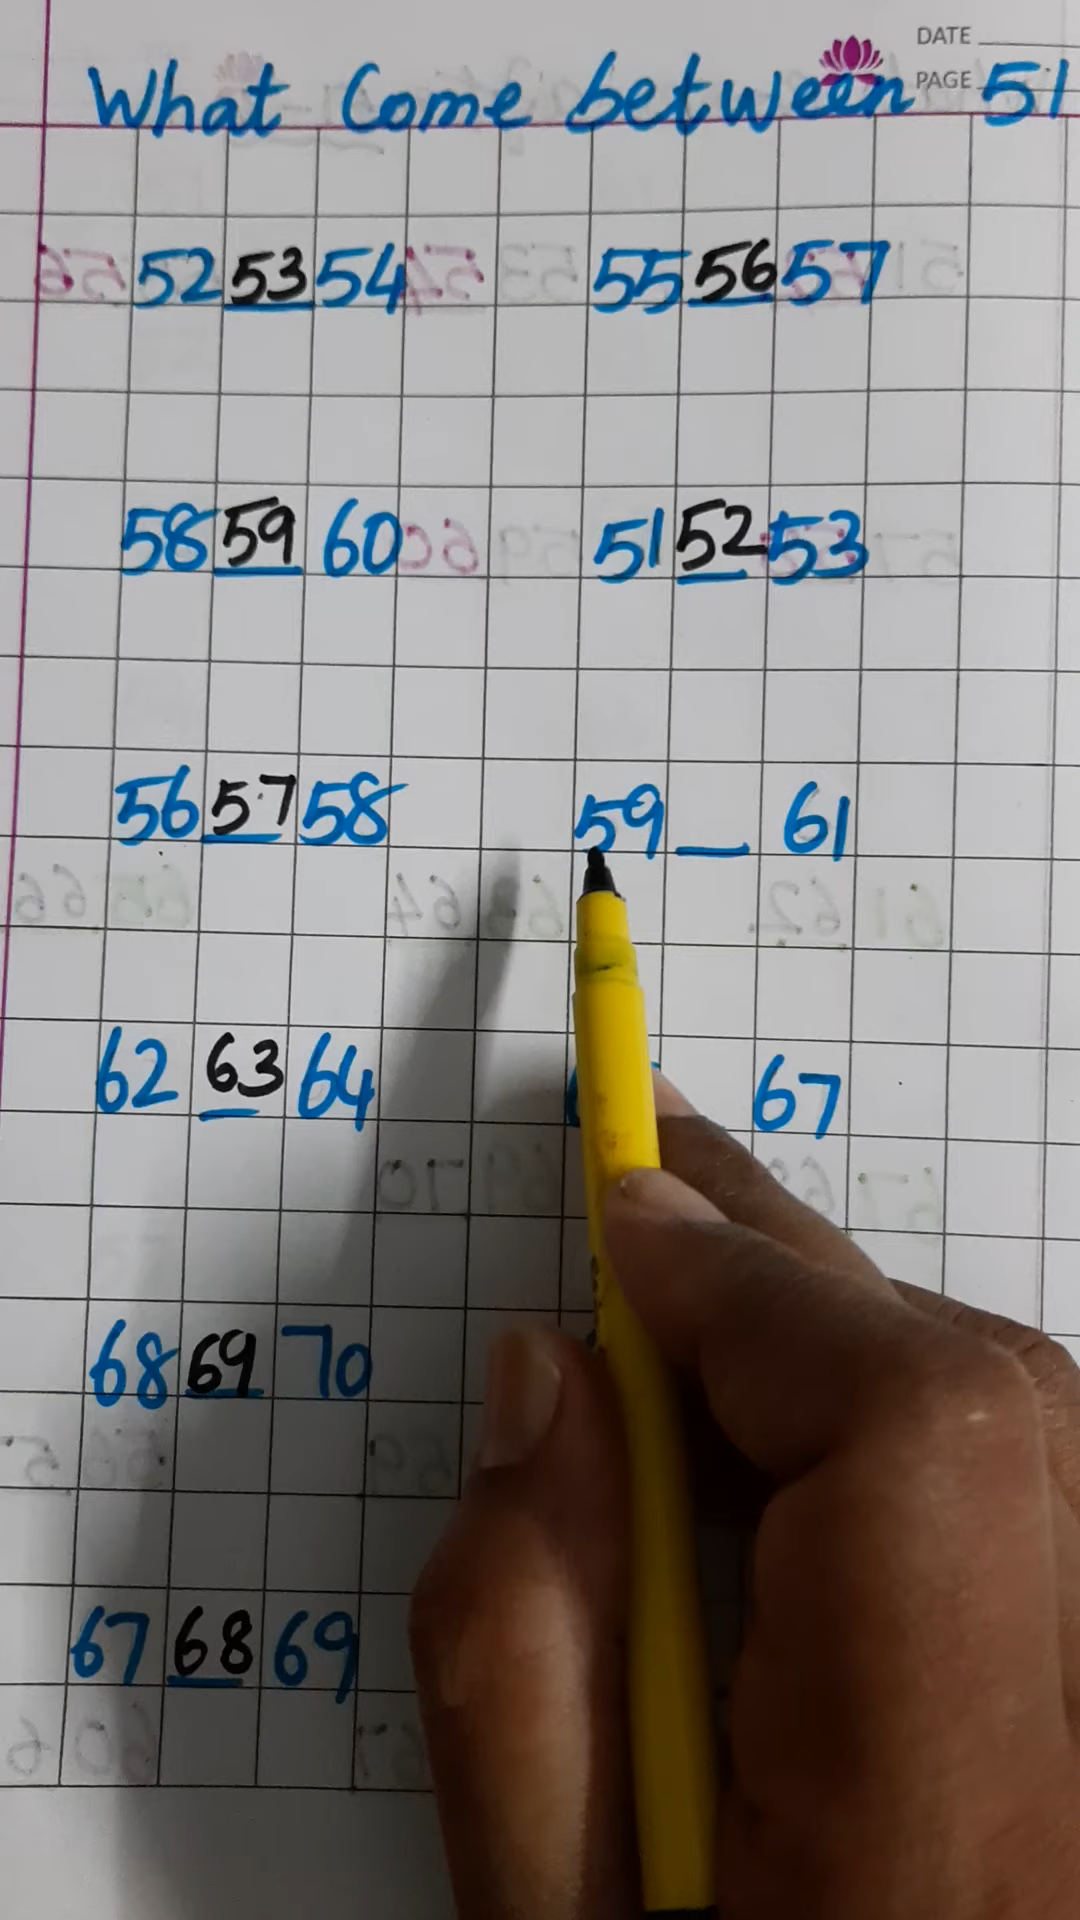 DATE
PAGE
What Come between 51
52 53 54 55 56 57
58 59 60 51 52 53
56 57 58 59 __ 61
62 63 64 67
68 69 70
67 68 69